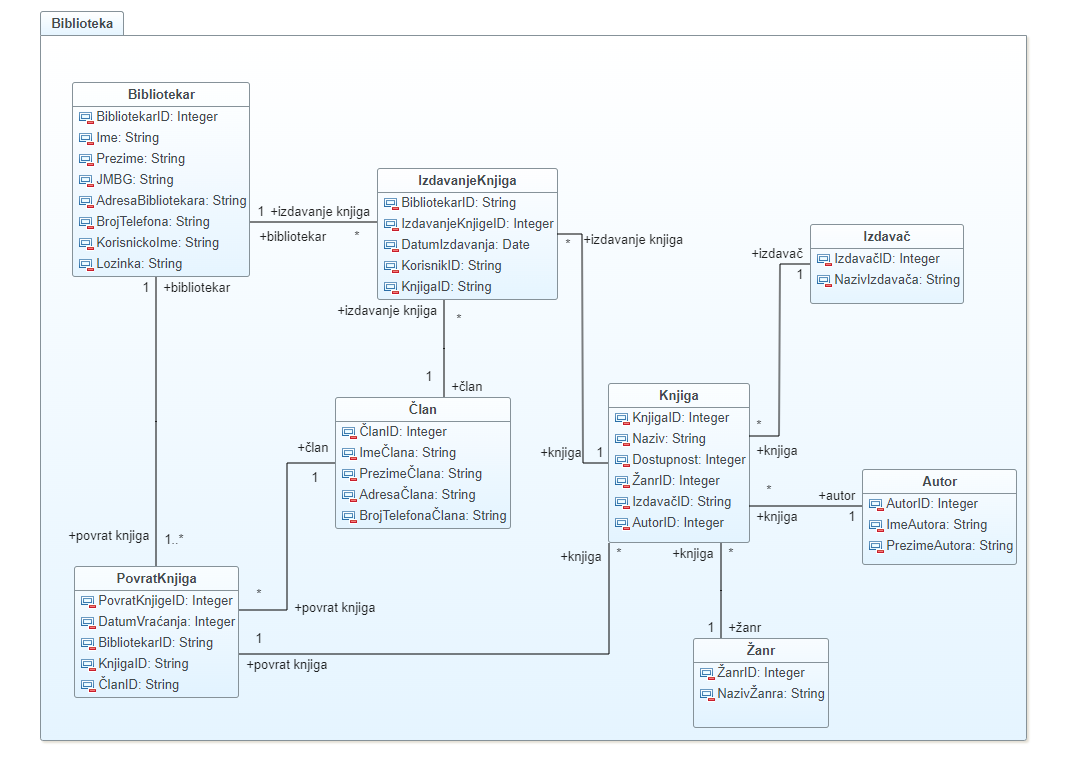 Biblioteka
Bibliotekar
BibliotekarID: Integer
Ime: String
Prezime: String
JMBG: String
AdresaBibliotekara: String
BrojTelefona: String
KorisnickoIme: String
Lozinka: String
1 +izdavanje knjiga
+bibliotekar *
IzdavanjeKnjiga
BibliotekarID: String
IzdavanjeKnjigeID: Integer
DatumIzdavanja: Date
KorisnikID: String
KnjigaID: String
* +izdavanje knjiga
Izdavač
IzdavačID: Integer
NazivIzdavača: String
+izdavač
1
1 +bibliotekar
+izdavanje knjiga *
1 +član
Član
ČlanID: Integer
ImeČlana: String
PrezimeČlana: String
AdresaČlana: String
BrojTelefonaČlana: String
+član
1
+knjiga 1
Knjiga
KnjigaID: Integer
Naziv: String
Dostupnost: Integer
ŽanrID: Integer
IzdavačID: String
AutorID: Integer
*
+knjiga
* +autor
+knjiga 1
Autor
AutorID: Integer
ImeAutora: String
PrezimeAutora: String
+povrat knjiga 1..*
PovratKnjiga
PovratKnjigeID: Integer
DatumVraćanja: Integer
BibliotekarID: String
KnjigaID: String
ČlanID: String
*
+povrat knjiga
1
+povrat knjiga
+knjiga *
+knjiga *
1 +žanr
Žanr
ŽanrID: Integer
NazivŽanra: String